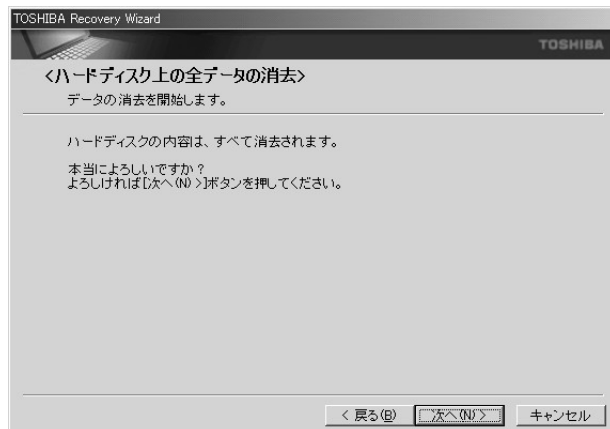 TOSHIBA Recovery Wizard
TOSHIBA
<ハードディスク上の全データの消去>
データの消去を開始します。
ハードディスクの内容は、すべて消去されます。
本当によろしいですか？
よろしければ[次へ(N) >]ボタンを押してください。
< 戻る(B) 次へ(N) > キャンセル